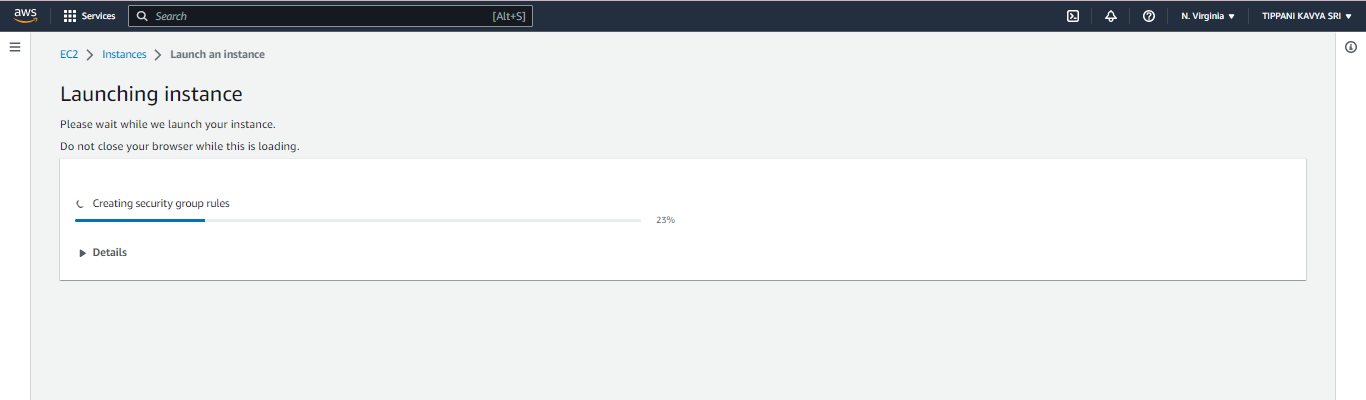 aws Services Search [Alt+S] N. Virginia TIPPANI KAVYA SRI
EC2 Instances Launch an instance
Launching instance
Please wait while we launch your instance.
Do not close your browser while this is loading.
Creating security group rules
23%
Details